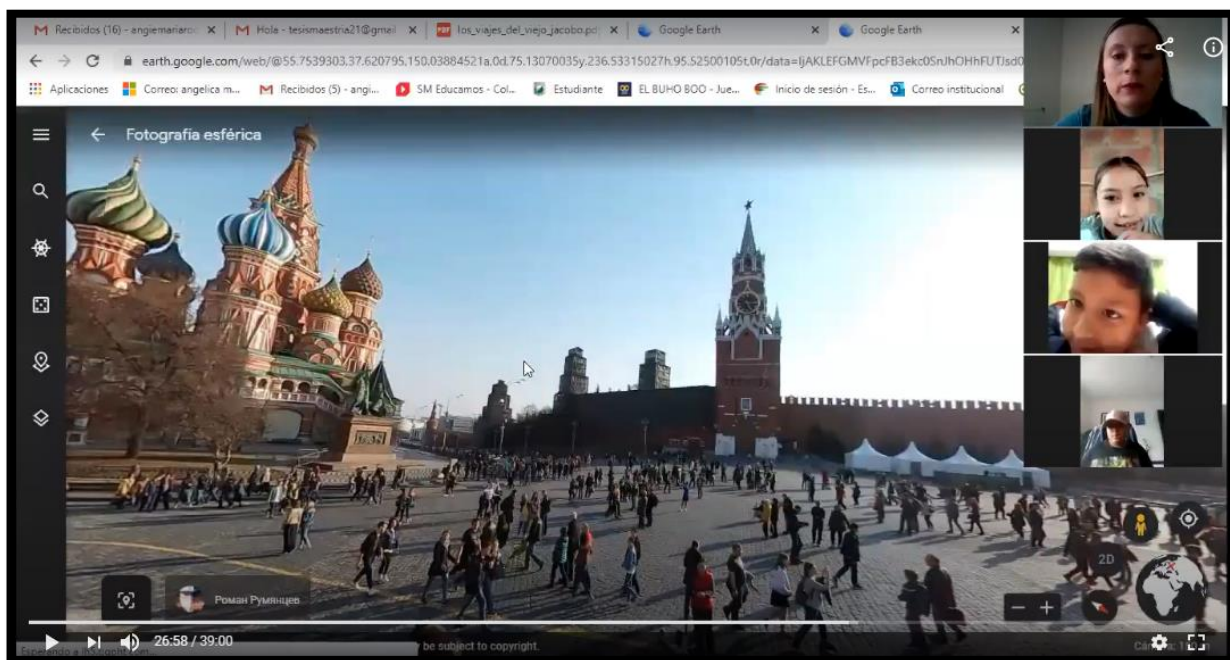 Recibidos (16) - angiemariaro
Hola - tesismaestria21@gmail
los_viajes_del_viejo_jacobo.pd
Google Earth
Google Earth
earth.google.com/web/@55.7539303,37.620795,150.03884521a,0d,75.13070035y,236.53315027h,95.52500105t,0r/data=
Aplicaciones
Correo: angelica m...
Recibidos (5) - angi...
SM Educamos - Col...
Estudiante
EL BUHO BOO - Jue...
Inicio de sesión - Es...
Correo institucional
Fotografía esférica
2D
Роман Румянцев
26:58 / 39:00
y be subject to copyright.